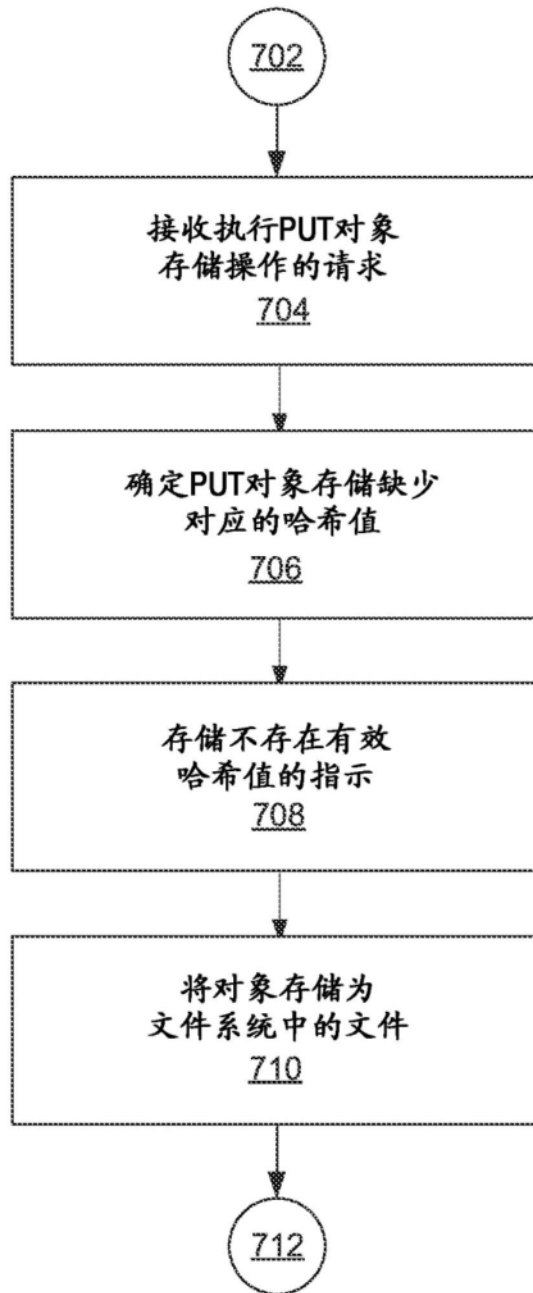 702
接收执行PUT对象
存储操作的请求
704
确定PUT对象存储缺少
对应的哈希值
706
存储不存在有效
哈希值的指示
708
将对象存储为
文件系统中的文件
710
712